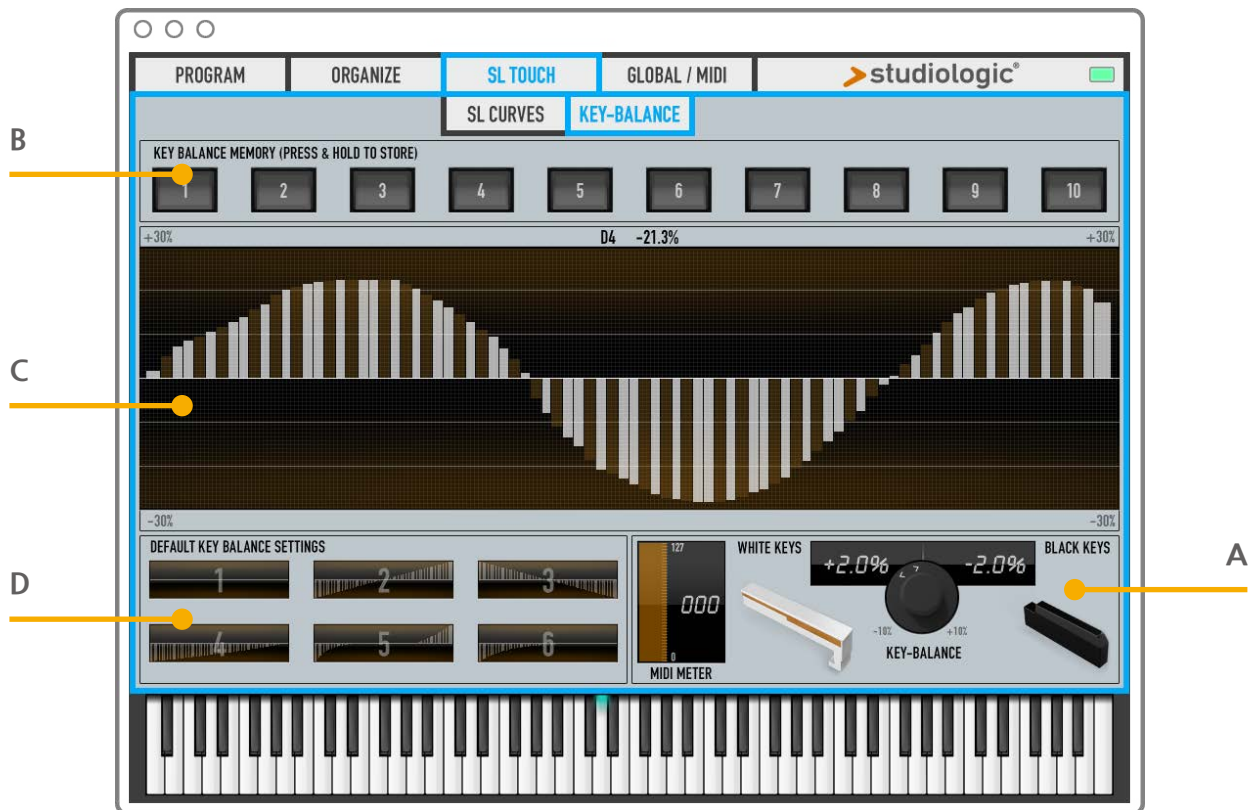 PROGRAM ORGANIZE SL TOUCH GLOBAL / MIDI studiologic®
SL CURVES KEY-BALANCE
B
KEY BALANCE MEMORY (PRESS & HOLD TO STORE)
1 2 3 4 5 6 7 8 9 10
+30% D4 -21.3% +30%
C
-30% -30%
DEFAULT KEY BALANCE SETTINGS
1 2 3
4 5 6
D
127
000
0
MIDI METER
WHITE KEYS
+2.0% -2.0%
BLACK KEYS
-10% +10%
KEY-BALANCE
A